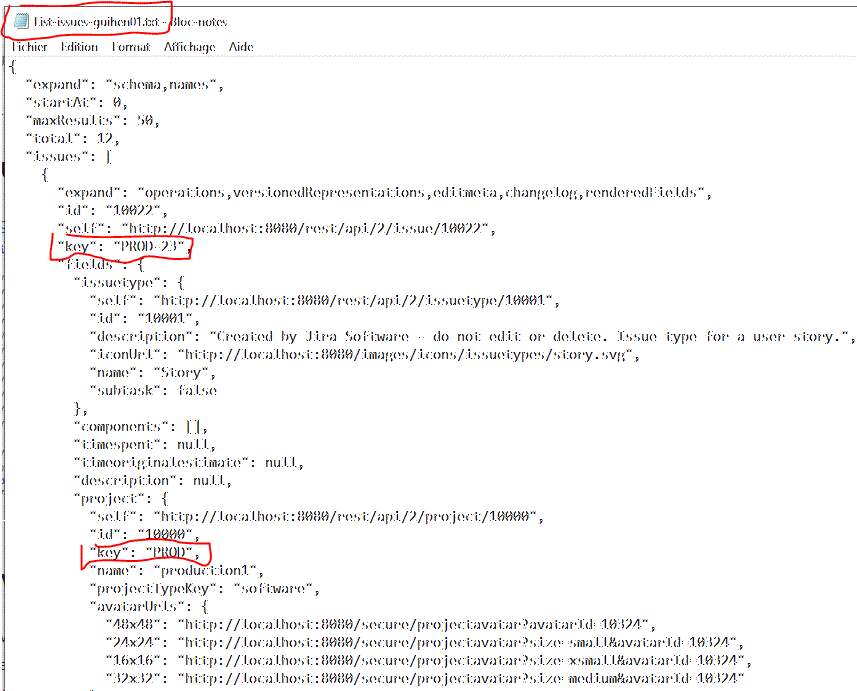 List-issues-guihen01.txt - Bloc-notes
Fichier Edition Format Affichage Aide
{
"expand": "schema,names",
"startAt": 0,
"maxResults": 50,
"total": 12,
"issues": [
{
"expand": "operations,versionedRepresentations,editmeta,changelog,renderedFields",
"id": "10022",
"self": "http://localhost:8080/rest/api/2/issue/10022",
"key": "PROD-23",
"fields": {
"issuetype": {
"self": "http://localhost:8080/rest/api/2/issuetype/10001",
"id": "10001",
"description": "Created by Jira Software - do not edit or delete. Issue type for a user story.",
"iconUrl": "http://localhost:8080/images/icons/issuetypes/story.svg",
"name": "Story",
"subtask": false
},
"components": [],
"timespent": null,
"timeoriginalestimate": null,
"description": null,
"project": {
"self": "http://localhost:8080/rest/api/2/project/10000",
"id": "10000",
"key": "PROD",
"name": "production1",
"projectTypeKey": "software",
"avatarUrls": {
"48x48": "http://localhost:8080/secure/projectavatar?avatarId=10324",
"24x24": "http://localhost:8080/secure/projectavatar?size=small&avatarId=10324",
"16x16": "http://localhost:8080/secure/projectavatar?size=xsmall&avatarId=10324",
"32x32": "http://localhost:8080/secure/projectavatar?size=medium&avatarId=10324"